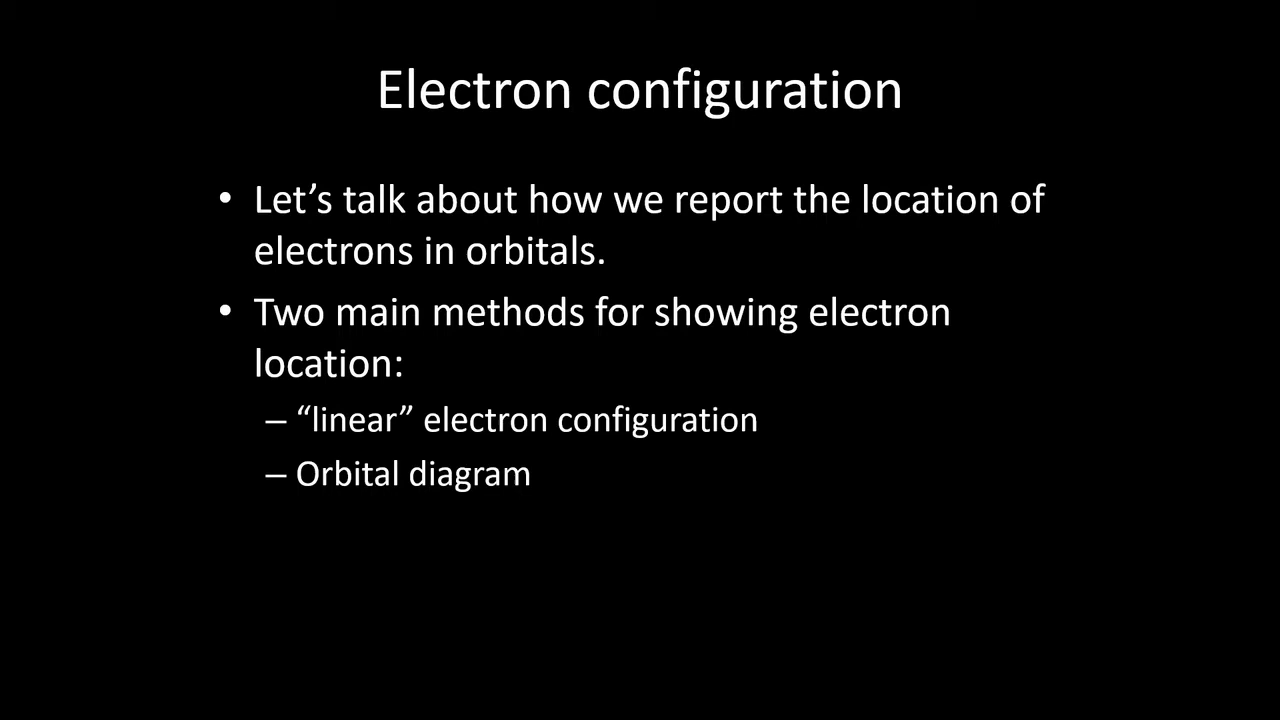 Electron configuration
• Let’s talk about how we report the location of
electrons in orbitals.
• Two main methods for showing electron
location:
– “linear” electron configuration
– Orbital diagram